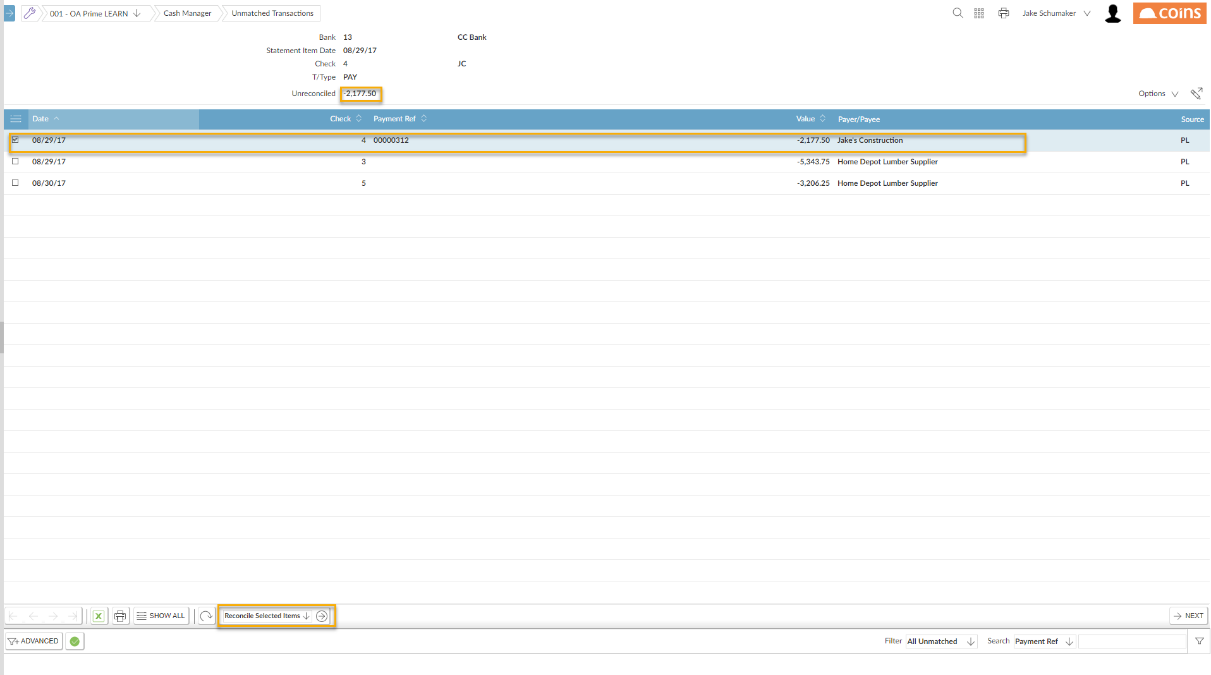 001 - OA Prime LEARN Cash Manager Unmatched Transactions Jake Schumaker coins
Bank 13 CC Bank
Statement Item Date 08/29/17
Check 4 JC
T/Type PAY
Unreconciled -2,177.50 Options
Date Check Payment Ref Value Payer/Payee Source
08/29/17 4 00000312 -2,177.50 Jake's Construction PL
08/29/17 3 -5,343.75 Home Depot Lumber Supplier PL
08/30/17 5 -3,206.25 Home Depot Lumber Supplier PL
SHOW ALL Reconcile Selected Items NEXT
ADVANCED Filter All Unmatched Search Payment Ref